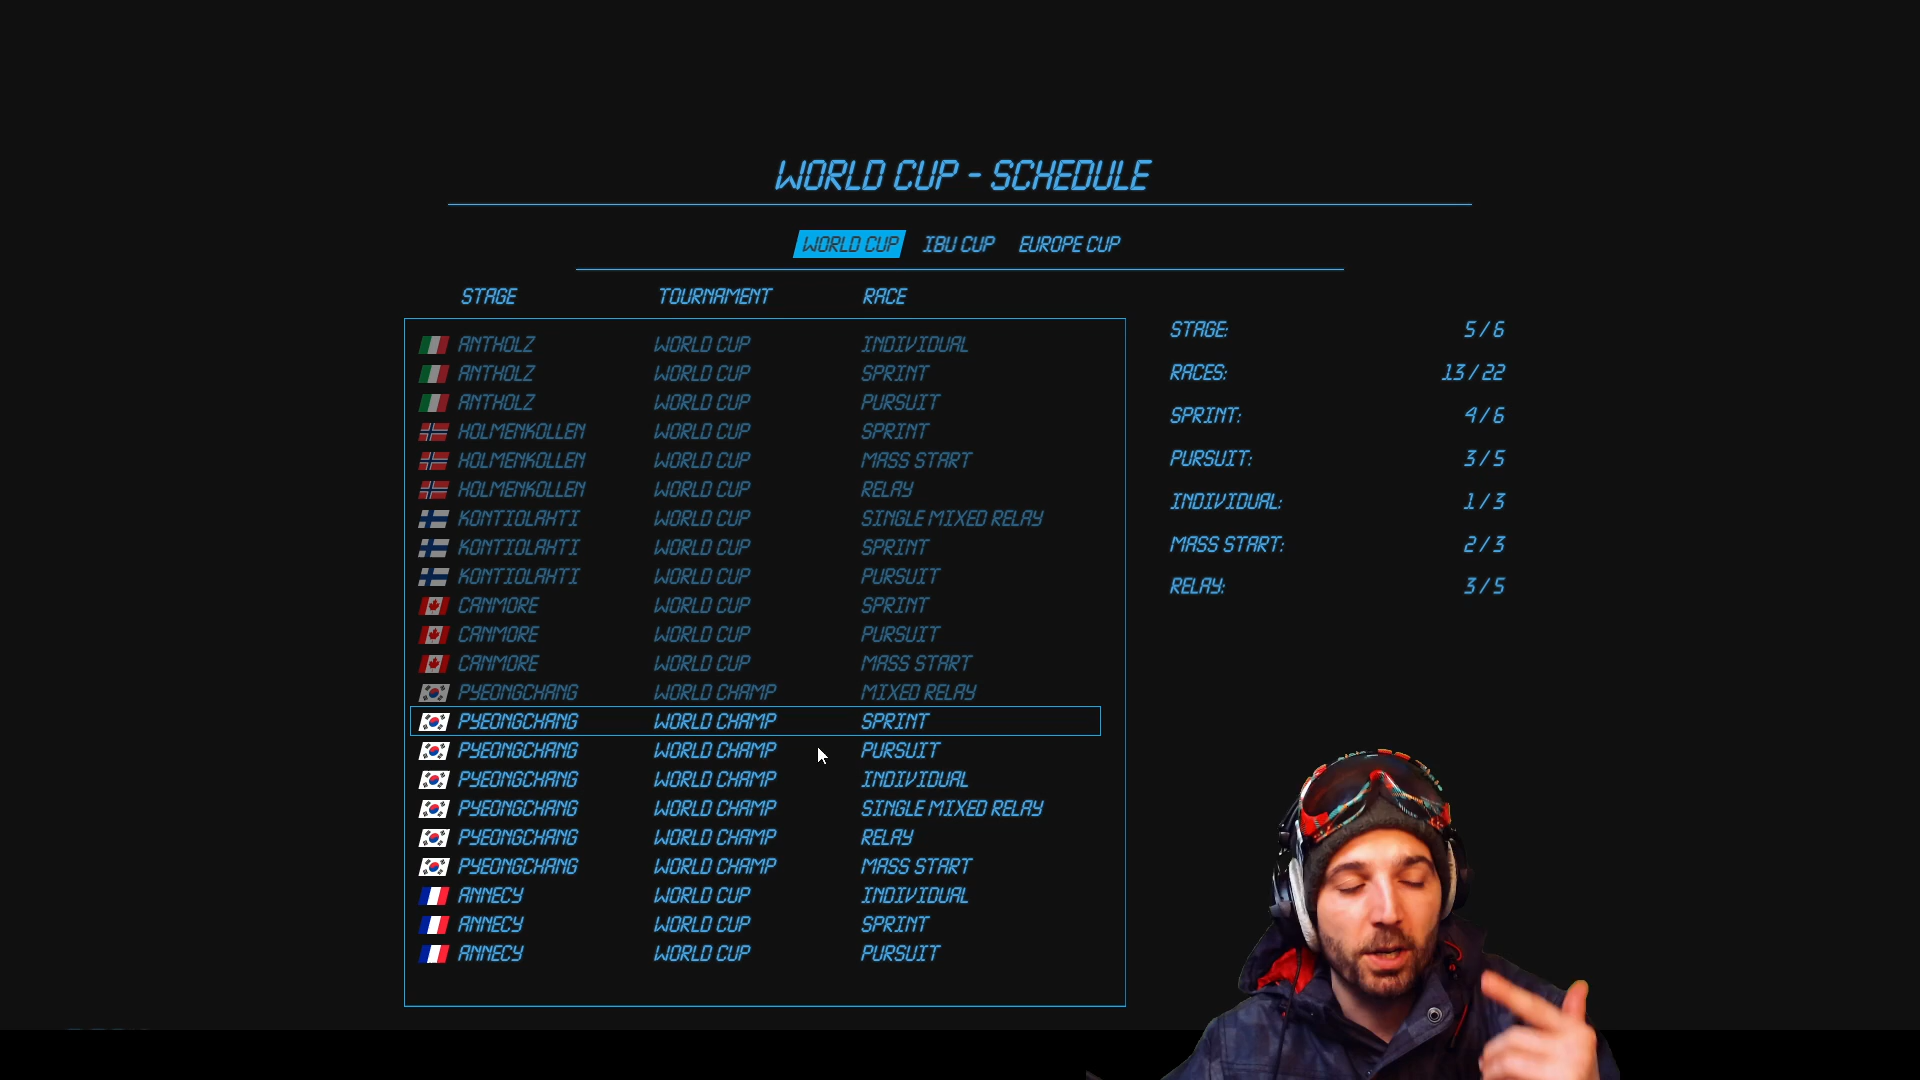 WORLD CUP - SCHEDULE
WORLD CUP IBU CUP EUROPE CUP
STAGE TOURNAMENT RACE
ANTHOLZ WORLD CUP INDIVIDUAL
ANTHOLZ WORLD CUP SPRINT
ANTHOLZ WORLD CUP PURSUIT
HOLMENKOLLEN WORLD CUP SPRINT
HOLMENKOLLEN WORLD CUP MASS START
HOLMENKOLLEN WORLD CUP RELAY
KONTIOLAHTI WORLD CUP SINGLE MIXED RELAY
KONTIOLAHTI WORLD CUP SPRINT
KONTIOLAHTI WORLD CUP PURSUIT
CANMORE WORLD CUP SPRINT
CANMORE WORLD CUP PURSUIT
CANMORE WORLD CUP MASS START
PYEONGCHANG WORLD CHAMP MIXED RELAY
PYEONGCHANG WORLD CHAMP SPRINT
PYEONGCHANG WORLD CHAMP PURSUIT
PYEONGCHANG WORLD CHAMP INDIVIDUAL
PYEONGCHANG WORLD CHAMP SINGLE MIXED RELAY
PYEONGCHANG WORLD CHAMP RELAY
PYEONGCHANG WORLD CHAMP MASS START
ANNECY WORLD CUP INDIVIDUAL
ANNECY WORLD CUP SPRINT
ANNECY WORLD CUP PURSUIT
STAGE: 5 / 6
RACES: 13 / 22
SPRINT: 4 / 6
PURSUIT: 3 / 5
INDIVIDUAL: 1 / 3
MASS START: 2 / 3
RELAY: 3 / 5